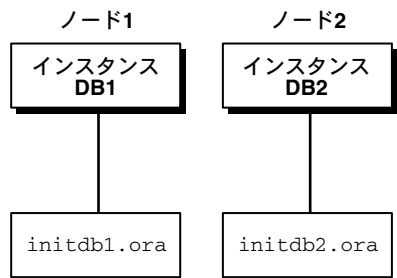 ノード1
ノード2
インスタンス
DB1
インスタンス
DB2
initdb1.ora
initdb2.ora